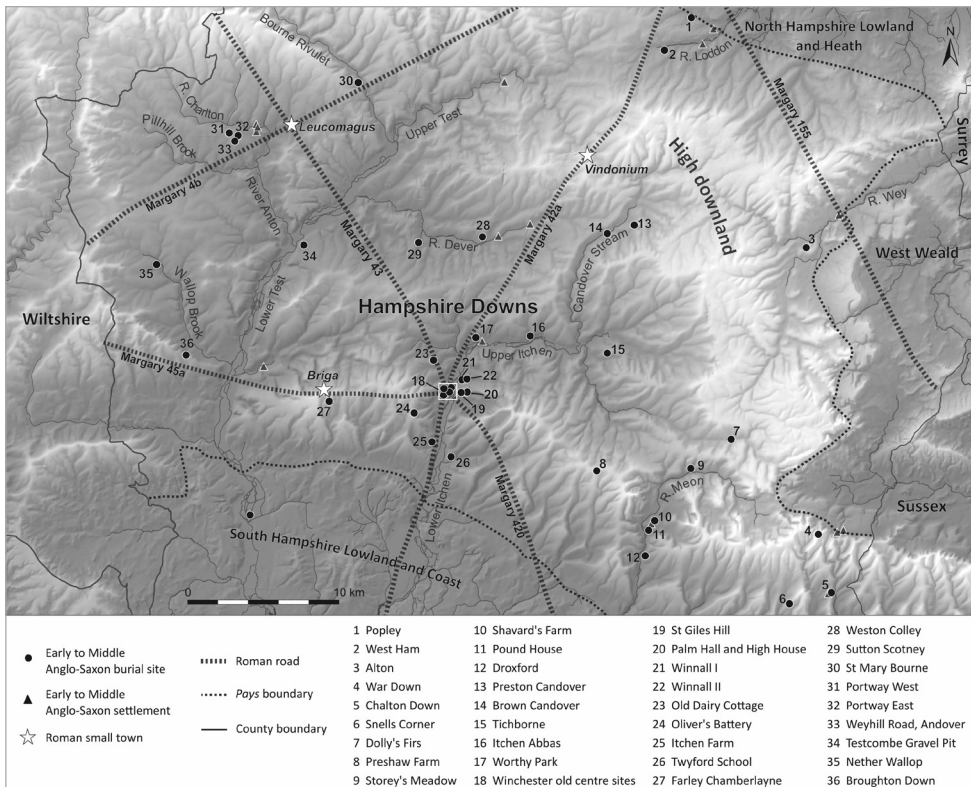 1
North Hampshire Lowland
and Heath
N
Bourne Rivulet
2
R. Loddon
30
R. Charlton
Upper Test
Margary 155
Surrey
31
32
Leucomagus
Pillhill Brook
33
Vindonium
High downland
Margary 4b
River Anton
R. Wey
Margary 43
Margary 42a
28
14
13
29
R. Dever
34
Candover Stream
3
West Weald
35
Wallop Brook
Lower Test
Hampshire Downs
Wiltshire
17
16
36
23
Upper Itchen
15
Margary 45a
21
Briga
22
18
20
27
24
19
25
7
26
8
9
R. Meon
Lower Itchen
Margary 420
Sussex
10
11
4
South Hampshire Lowland and Coast
12
5
6
0
10 km
Early to Middle
Anglo-Saxon burial site
Early to Middle
Anglo-Saxon settlement
Roman small town
Roman road
Pays boundary
County boundary
1 Popley
2 West Ham
3 Alton
4 War Down
5 Chalton Down
6 Snells Corner
7 Dolly's Firs
8 Preshaw Farm
9 Storey's Meadow
10 Shavard's Farm
11 Pound House
12 Droxford
13 Preston Candover
14 Brown Candover
15 Tichborne
16 Itchen Abbas
17 Worthy Park
18 Winchester old centre sites
19 St Giles Hill
20 Palm Hall and High House
21 Winnall I
22 Winnall II
23 Old Dairy Cottage
24 Oliver's Battery
25 Itchen Farm
26 Twyford School
27 Farley Chamberlayne
28 Weston Colley
29 Sutton Scotney
30 St Mary Bourne
31 Portway West
32 Portway East
33 Weyhill Road, Andover
34 Testcombe Gravel Pit
35 Nether Wallop
36 Broughton Down